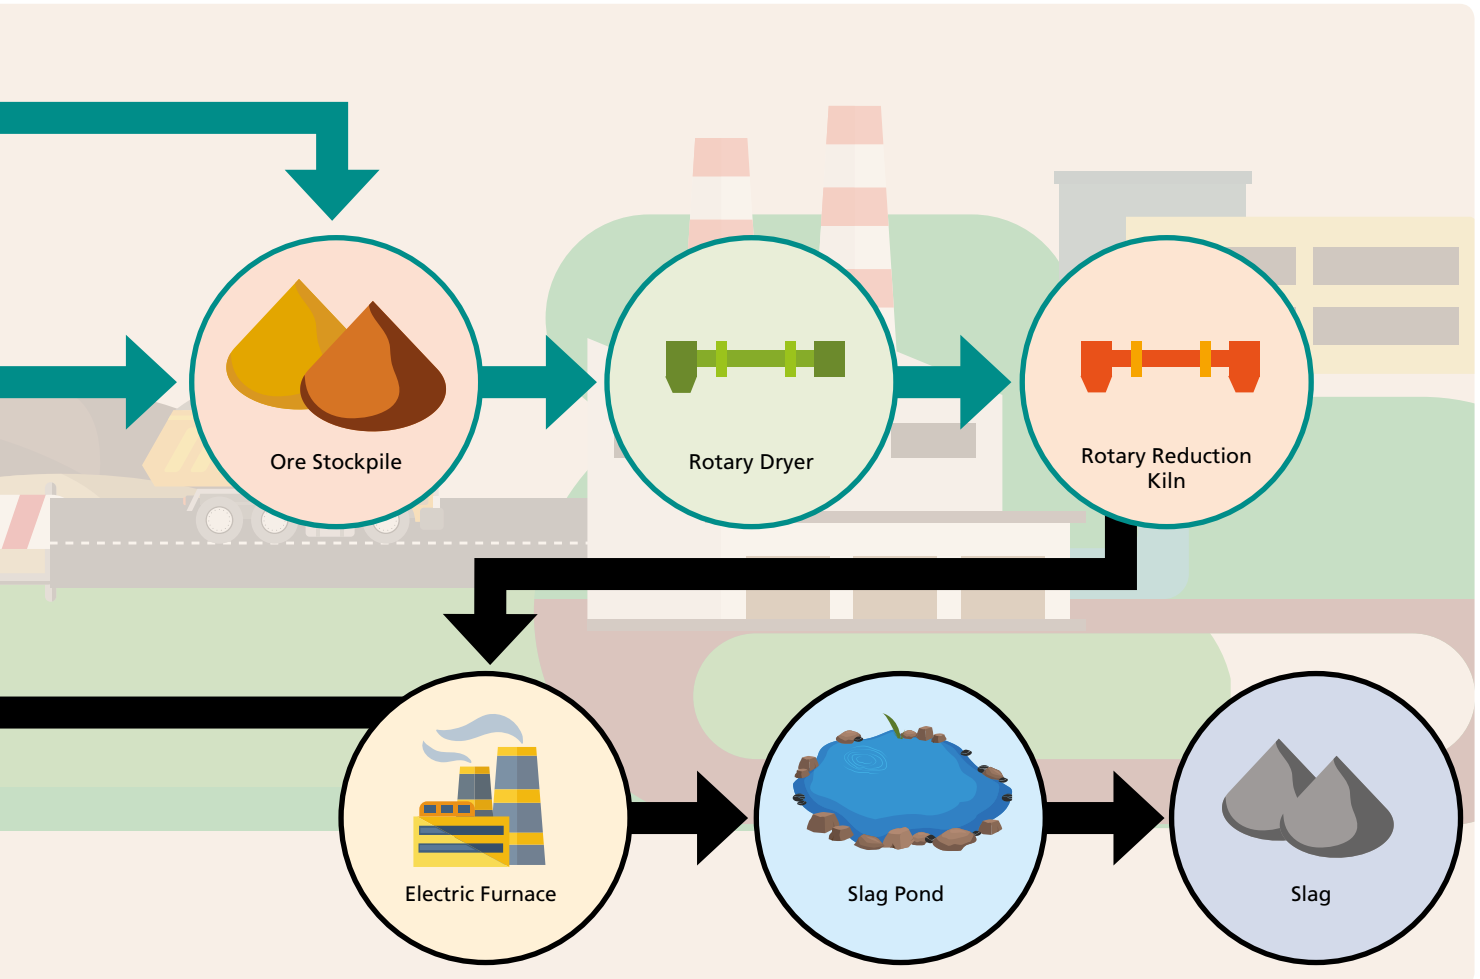 Ore Stockpile
Rotary Dryer
Rotary Reduction
Kiln
Electric Furnace
Slag Pond
Slag